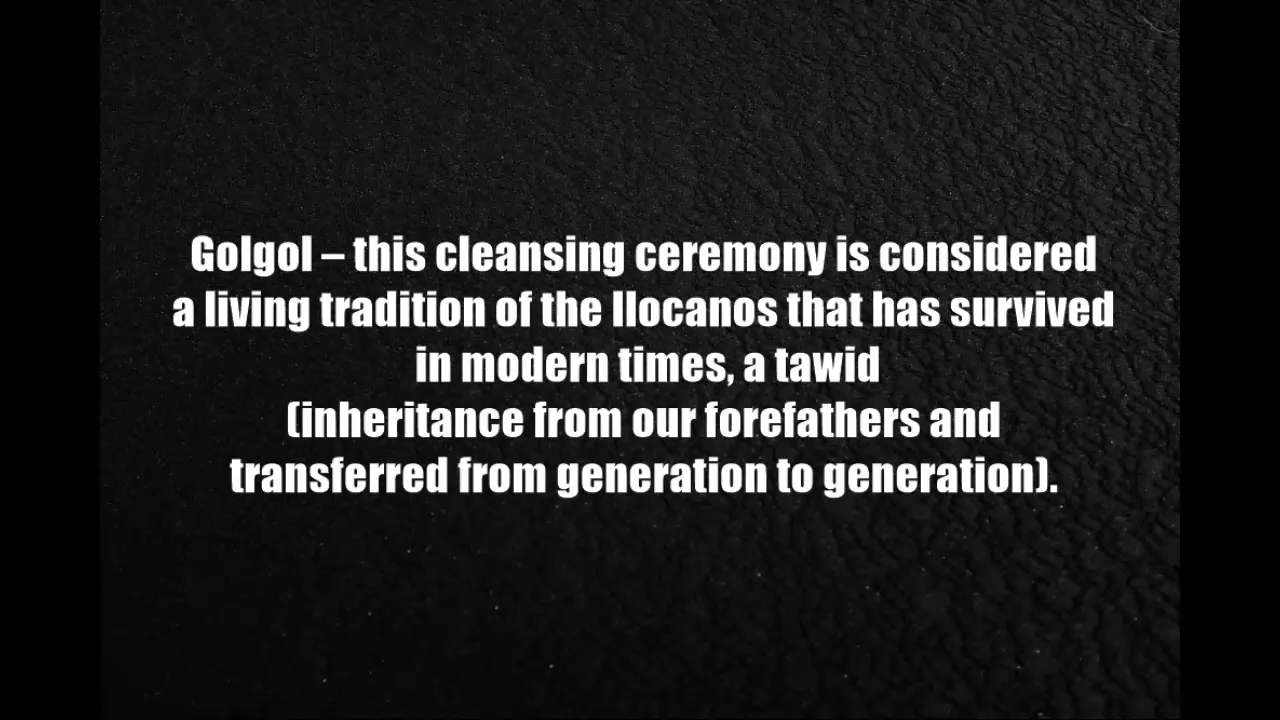 Golgol – this cleansing ceremony is considered
a living tradition of the Ilocanos that has survived
in modern times, a tawid
(inheritance from our forefathers and
transferred from generation to generation).